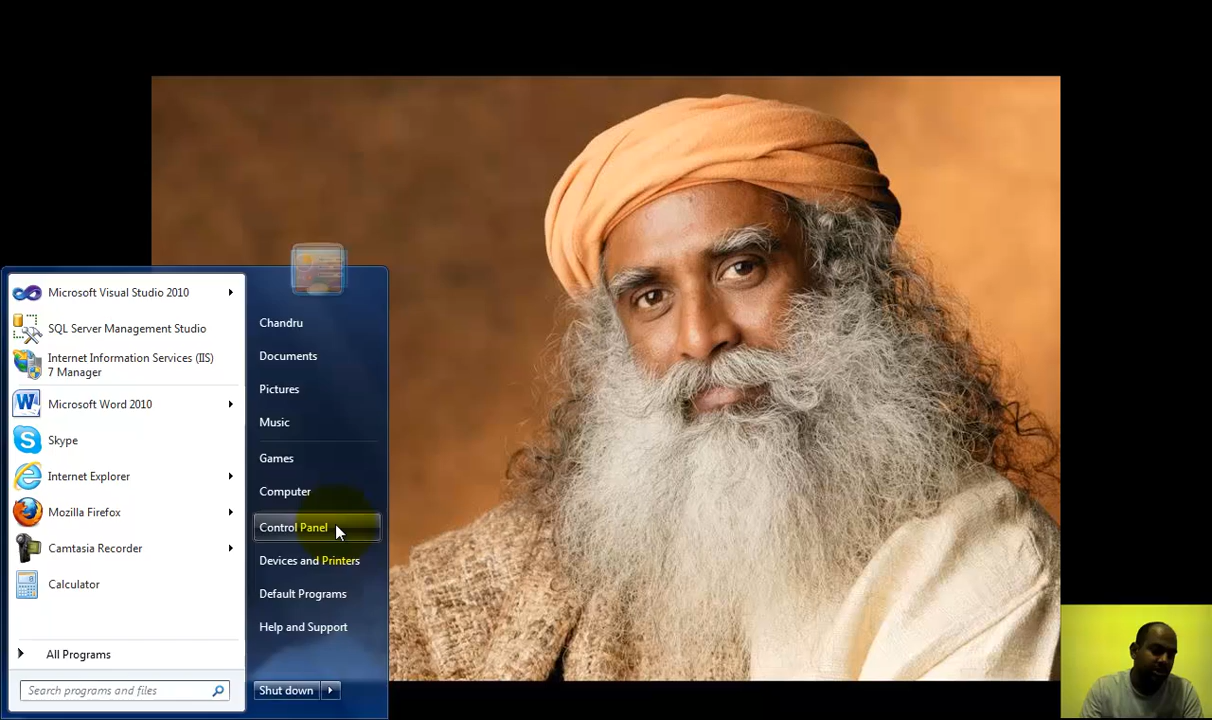 Microsoft Visual Studio 2010
SQL Server Management Studio
Internet Information Services (IIS)
7 Manager
Microsoft Word 2010
Skype
Internet Explorer
Mozilla Firefox
Camtasia Recorder
Calculator
All Programs
Search programs and files
Chandru
Documents
Pictures
Music
Games
Computer
Control Panel
Devices and Printers
Default Programs
Help and Support
Shut down